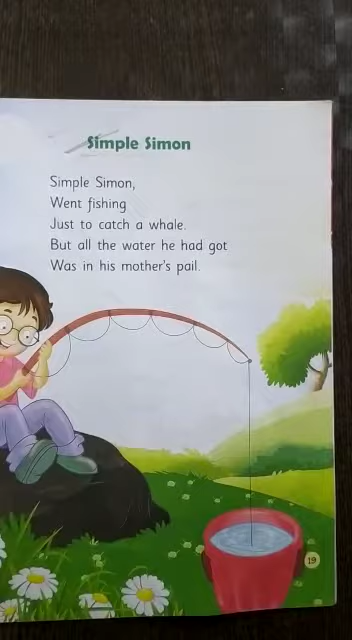 Simple Simon
Simple Simon,
Went fishing
Just to catch a whale.
But all the water he had got
Was in his mother's pail.
19